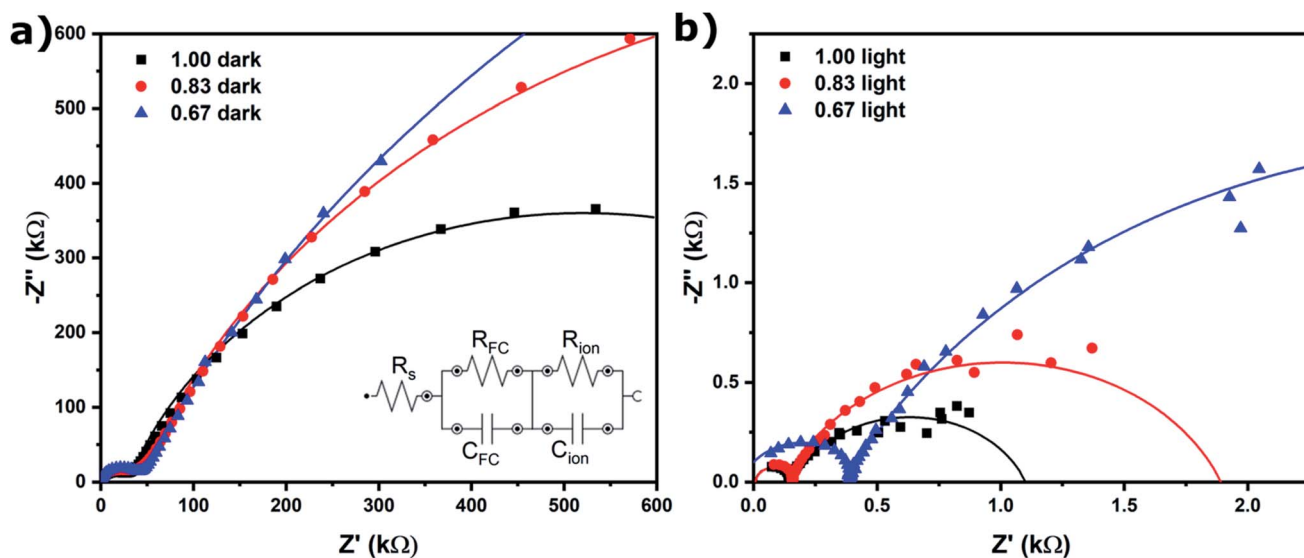 a)
1.00 dark
0.83 dark
0.67 dark
600
500
400
300
200
100
0
-Z'' (kΩ)
0 100 200 300 400 500 600
Z' (kΩ)
R_s
R_FC
R_ion
C_FC
C_ion
b)
1.00 light
0.83 light
0.67 light
2.0
1.5
1.0
0.5
0.0
-Z'' (kΩ)
0.0 0.5 1.0 1.5 2.0
Z' (kΩ)